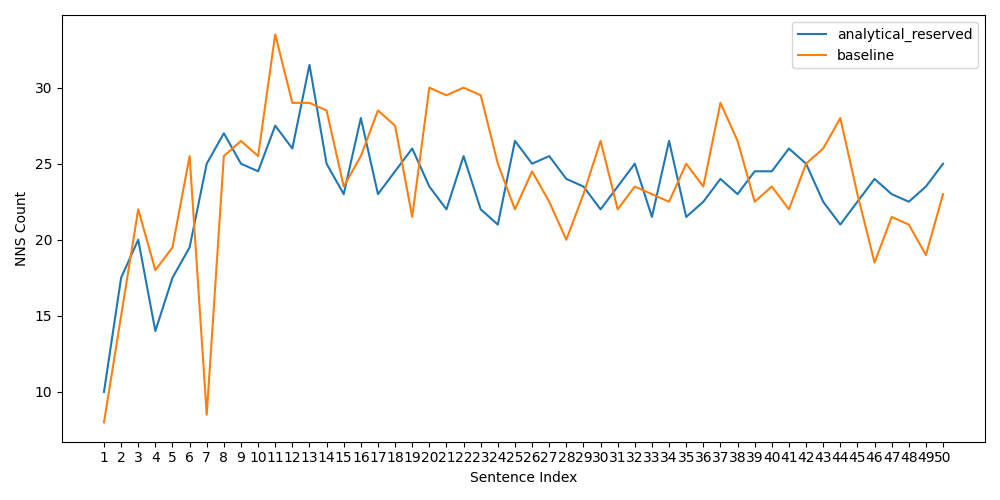 analytical_reserved
baseline
NNS Count
30
25
20
15
10
1 2 3 4 5 6 7 8 9 10 11 12 13 14 15 16 17 18 19 20 21 22 23 24 25 26 27 28 29 30 31 32 33 34 35 36 37 38 39 40 41 42 43 44 45 46 47 48 49 50
Sentence Index